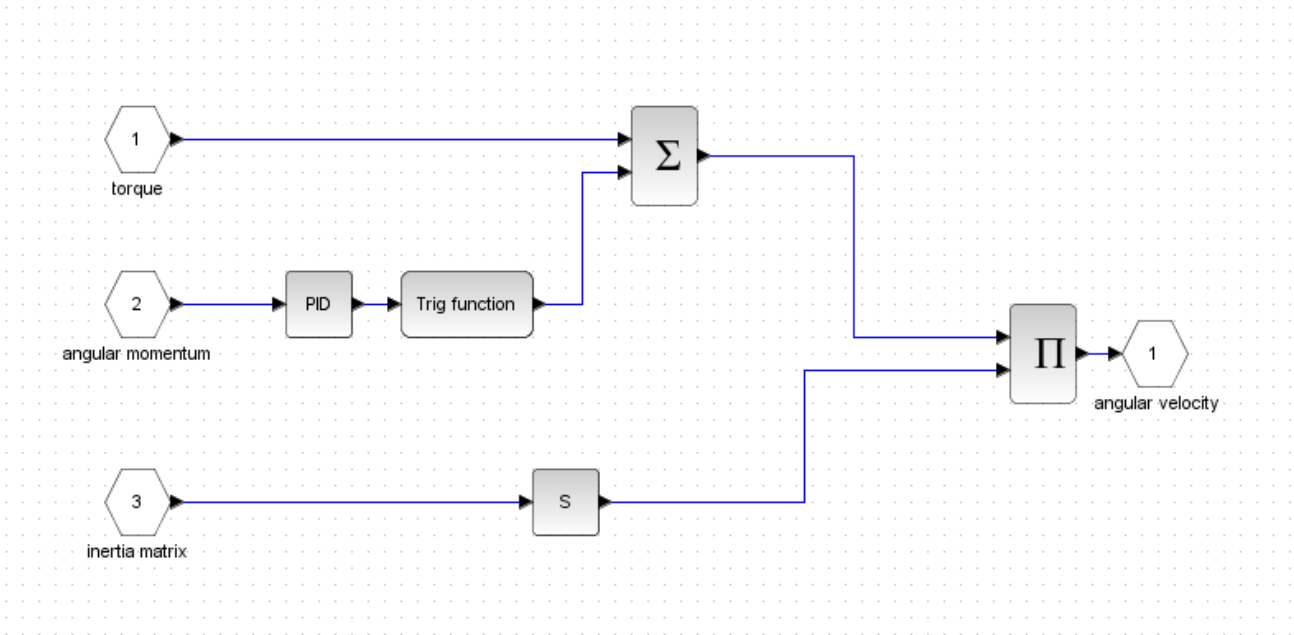 1
torque
Σ
2
angular momentum
PID
Trig function
Π
1
angular velocity
3
inertia matrix
S